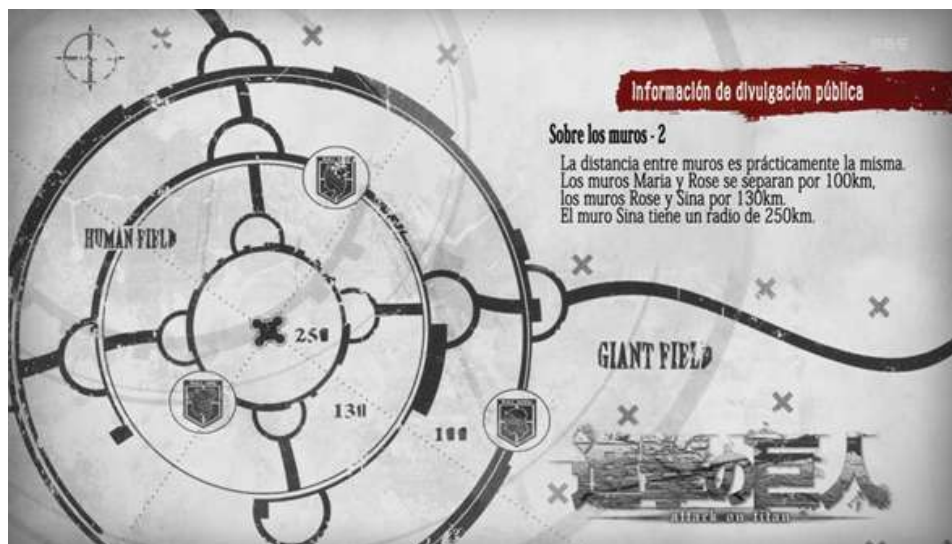 Información de divulgación pública
Sobre los muros - 2
La distancia entre muros es prácticamente la misma.
Los muros Maria y Rose se separan por 100km,
los muros Rose y Sina por 130km.
El muro Sina tiene un radio de 250km.
HUMAN FIELD
250
130
100
GIANT FIELD
進撃の巨人
attack on titan